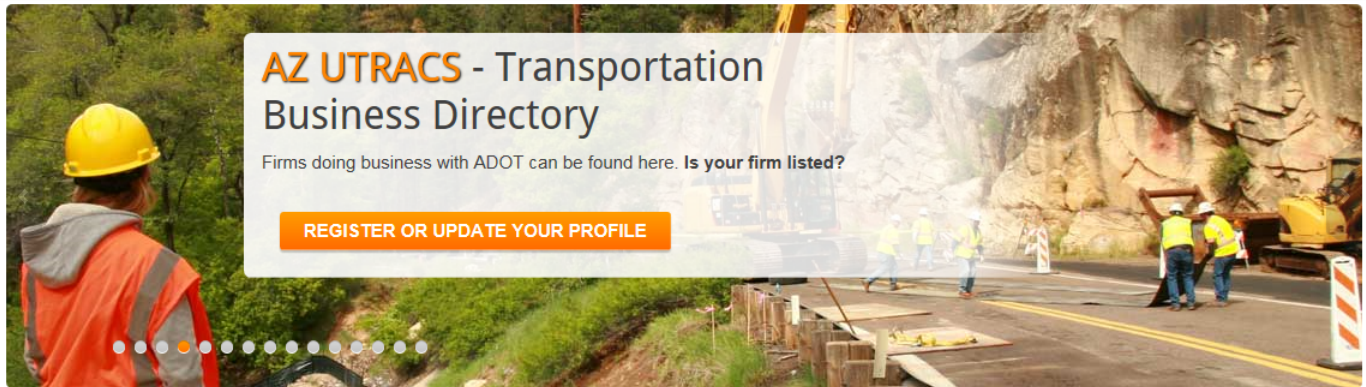 AZ UTRACS - Transportation
Business Directory
Firms doing business with ADOT can be found here. Is your firm listed?
REGISTER OR UPDATE YOUR PROFILE